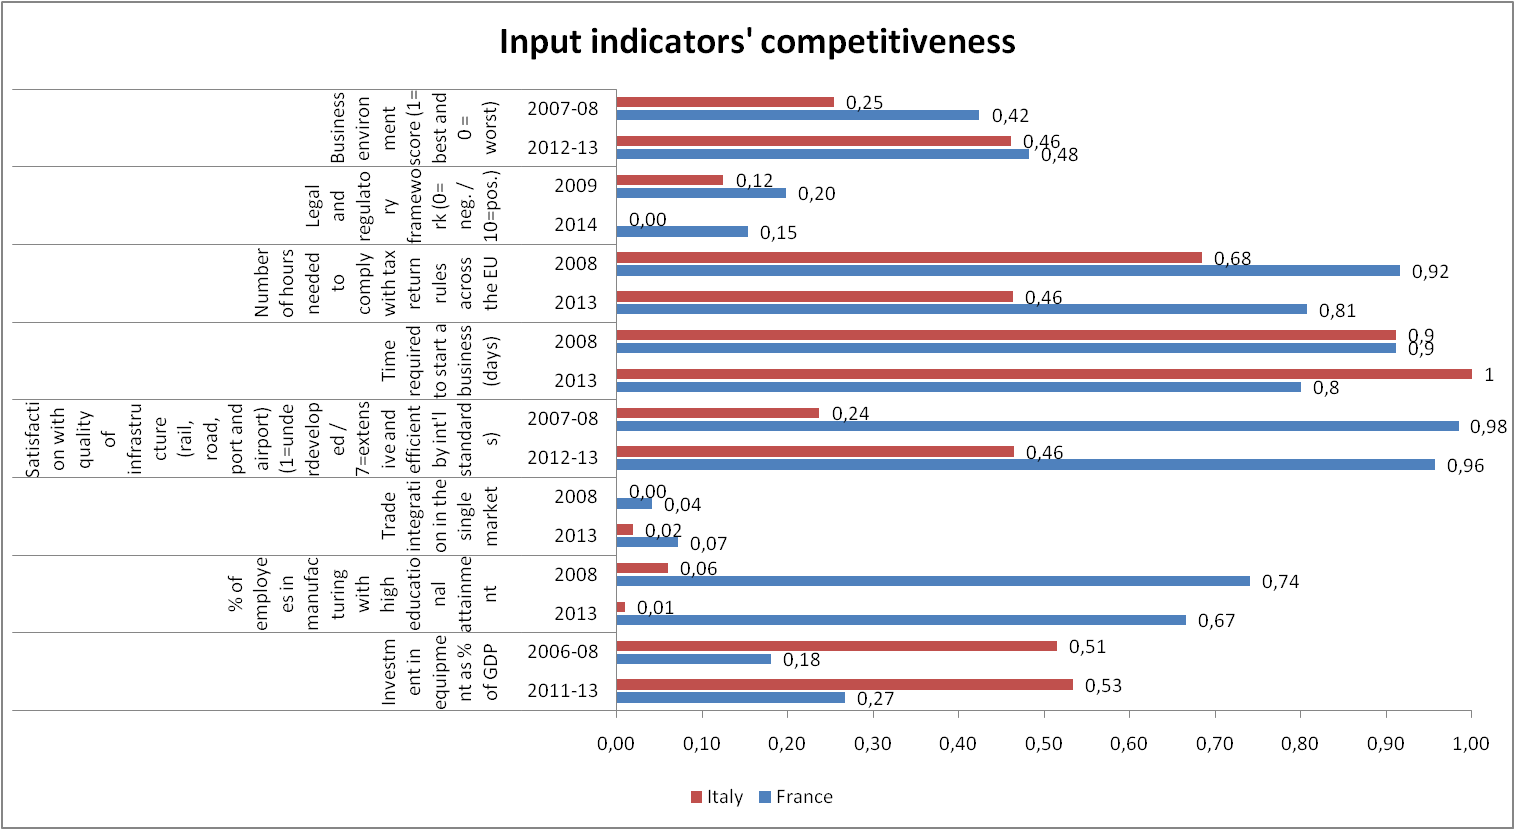 Input indicators' competitiveness
Business
environ
ment
score (1=
best and
0 =
worst)
2007-08
0,25
0,42
2012-13
0,46
0,48
Legal
and
regulato
ry
framewo
rk (0=
neg. /
10=pos.)
2009
0,12
0,20
2014
0,00
0,15
Number
of hours
needed
to
comply
with tax
return
rules
across
the EU
2008
0,68
0,92
2013
0,46
0,81
Time
required
to start a
business
(days)
2008
0,9
0,9
2013
1
0,8
Satisfacti
on with
quality
of
infrastru
cture
(rail,
road,
port and
airport)
(1=unde
rdevelop
ed /
7=extens
ive and
efficient
by int'l
standard
s)
2007-08
0,24
0,98
2012-13
0,46
0,96
Trade
integrati
on in the
single
market
2008
0,00
0,04
2013
0,02
0,07
% of
employe
es in
manufac
turing
with
high
educatio
nal
attainme
nt
2008
0,06
0,74
2013
0,01
0,67
Investm
ent in
equipme
nt as %
of GDP
2006-08
0,51
0,18
2011-13
0,53
0,27
0,00 0,10 0,20 0,30 0,40 0,50 0,60 0,70 0,80 0,90 1,00
Italy France